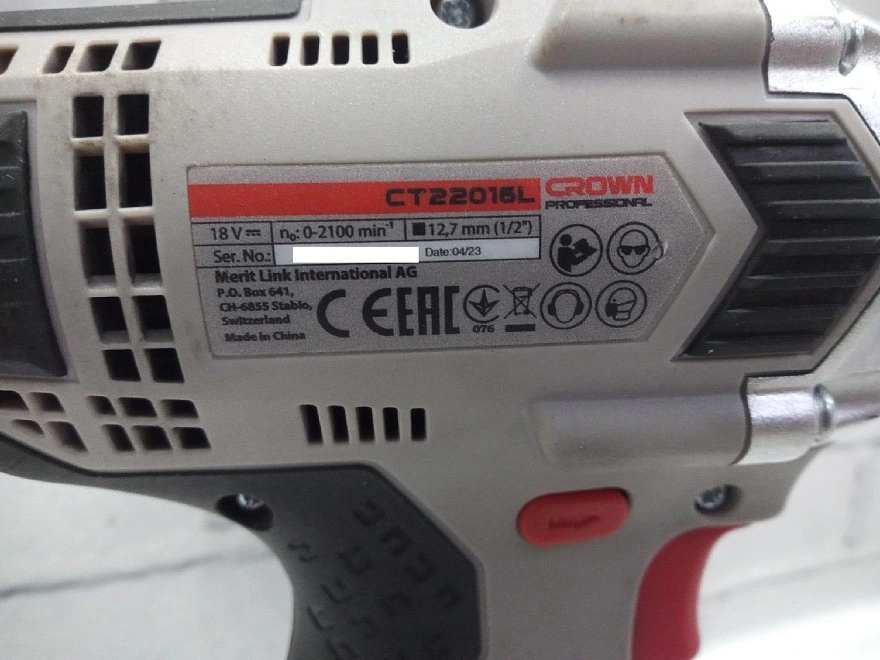 CT22016L
CROWN
PROFESSIONAL
18 V n₀: 0-2100 min⁻¹ 12,7 mm (1/2")
Ser. No.: Date:04/23
Merit Link International AG
P.O. Box 641,
CH-6855 Stabio,
Switzerland
Made in China
CE EAC
076